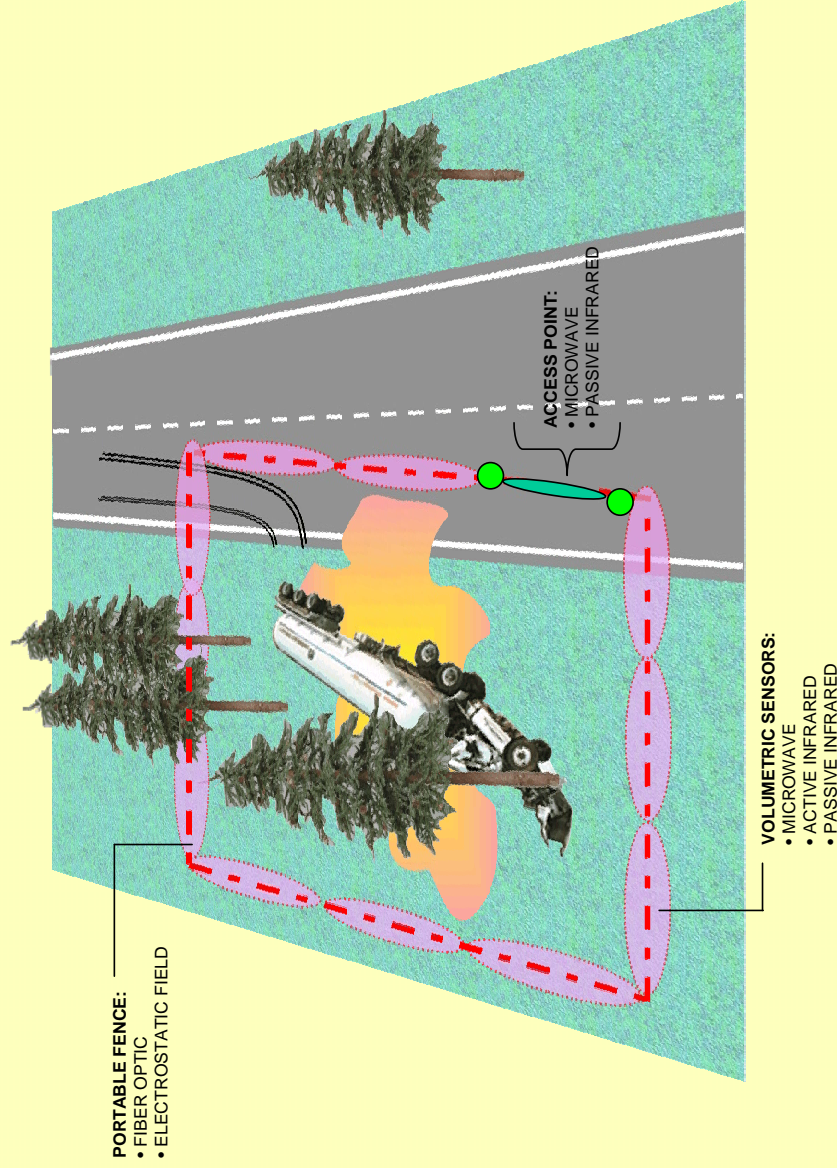 PORTABLE FENCE:
• FIBER OPTIC
• ELECTROSTATIC FIELD
ACCESS POINT:
• MICROWAVE
• PASSIVE INFRARED
VOLUMETRIC SENSORS:
• MICROWAVE
• ACTIVE INFRARED
• PASSIVE INFRARED